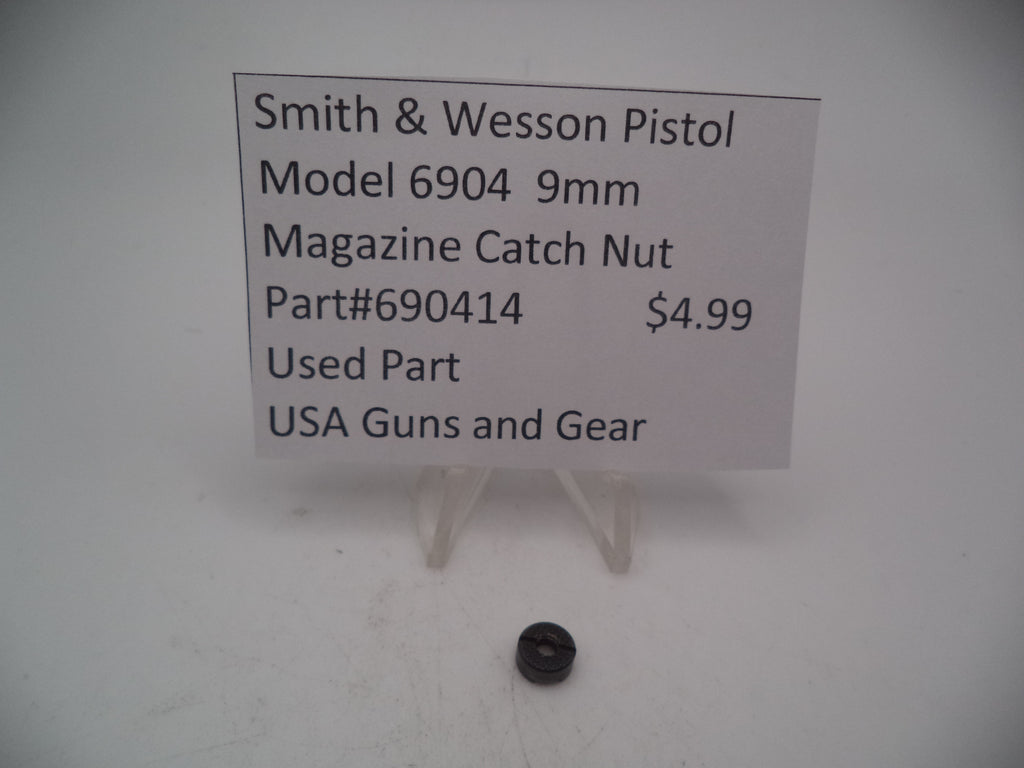 Smith & Wesson Pistol
Model 6904 9mm
Magazine Catch Nut
Part#690414 $4.99
Used Part
USA Guns and Gear